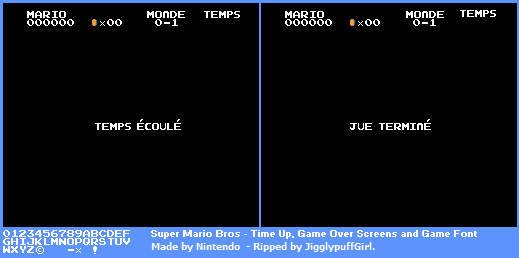 MARIO MONDE TEMPS
000000 ×00 0-1
TEMPS ÉCOULÉ
MARIO MONDE TEMPS
000000 ×00 0-1
JUE TERMINÉ
0123456789ABCDEF
GHIJKLMNOPQRSTUV
WXYZ© -× !
Super Mario Bros - Time Up, Game Over Screens and Game Font
Made by Nintendo - Ripped by JigglypuffGirl.